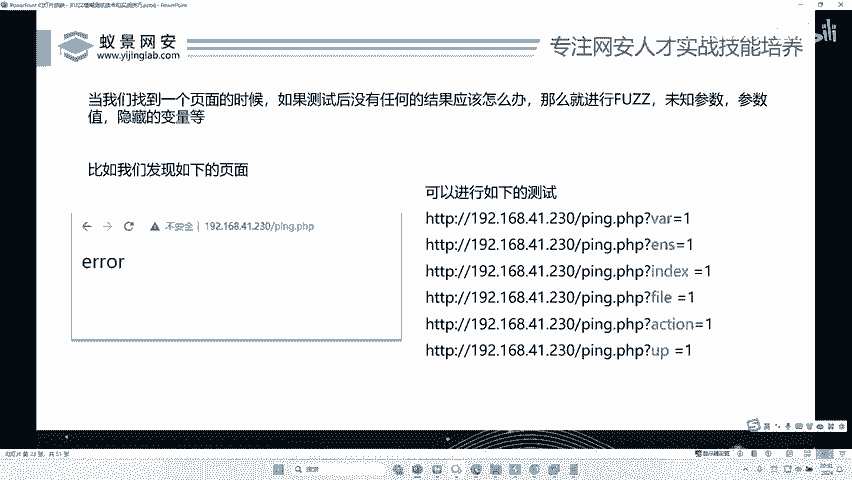 蚁景网安
www.yijinglab.com
专注网安人才实战技能培养
当我们找到一个页面的时候，如果测试后没有任何的结果应该怎么办，那么就进行FUZZ，未知参数，参数
值，隐藏的变量等
比如我们发现如下的页面
不安全 | 192.168.41.230/ping.php
error
可以进行如下的测试
http://192.168.41.230/ping.php?var=1
http://192.168.41.230/ping.php?ens=1
http://192.168.41.230/ping.php?index =1
http://192.168.41.230/ping.php?file =1
http://192.168.41.230/ping.php?action=1
http://192.168.41.230/ping.php?up =1
搜索